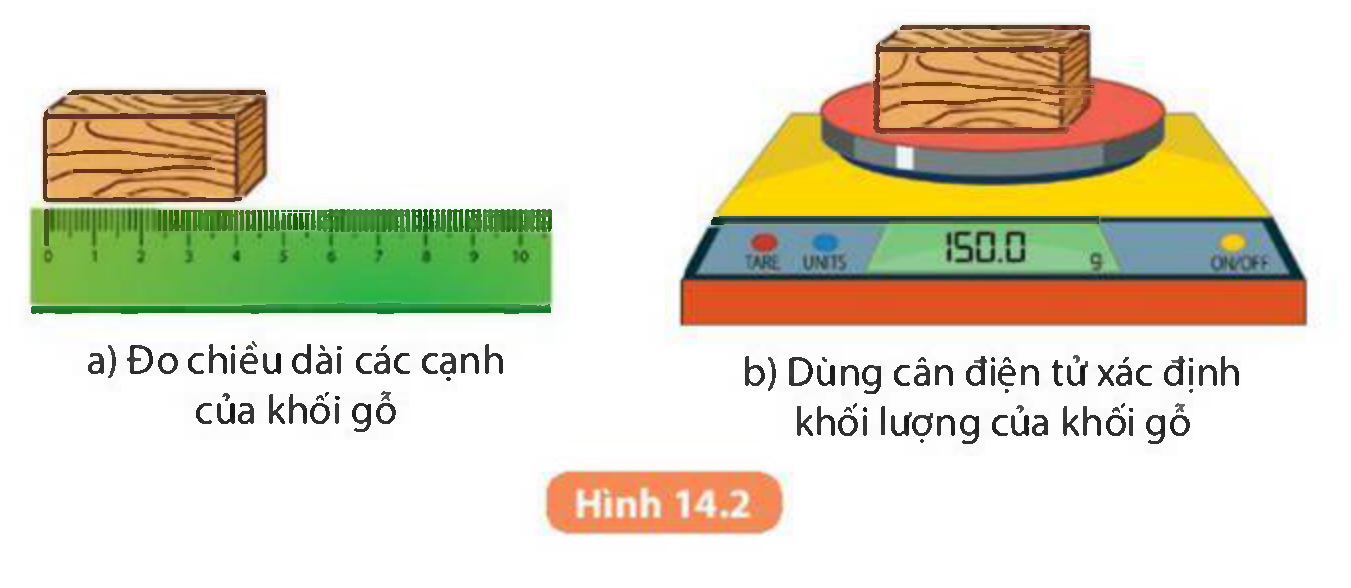 0 1 2 3 4 5 6 7 8 9 10
150.0 g
TARE UNITS ON/OFF
a) Đo chiều dài các cạnh
của khối gỗ
b) Dùng cân điện tử xác định
khối lượng của khối gỗ
Hình 14.2